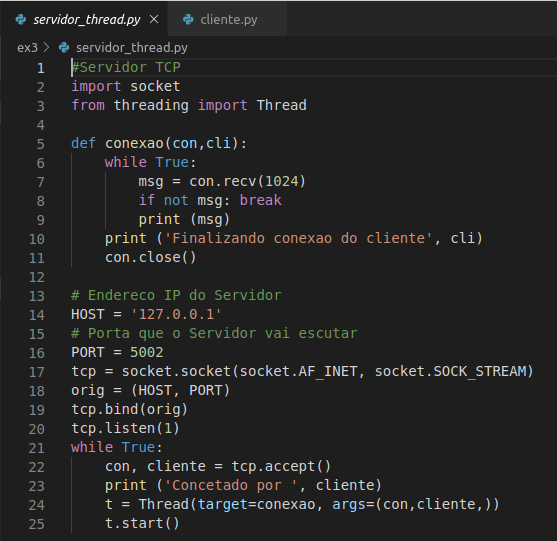 servidor_thread.py × cliente.py
ex3 > servidor_thread.py
1 #Servidor TCP
2 import socket
3 from threading import Thread
4
5 def conexao(con,cli):
6     while True:
7         msg = con.recv(1024)
8         if not msg: break
9         print (msg)
10     print ('Finalizando conexao do cliente', cli)
11     con.close()
12
13 # Endereco IP do Servidor
14 HOST = '127.0.0.1'
15 # Porta que o Servidor vai escutar
16 PORT = 5002
17 tcp = socket.socket(socket.AF_INET, socket.SOCK_STREAM)
18 orig = (HOST, PORT)
19 tcp.bind(orig)
20 tcp.listen(1)
21 while True:
22     con, cliente = tcp.accept()
23     print ('Concetado por ', cliente)
24     t = Thread(target=conexao, args=(con,cliente,))
25     t.start()